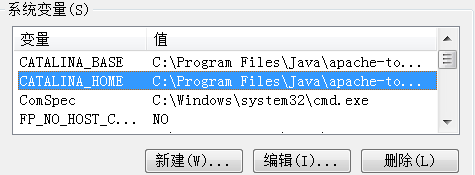 系统变量(S)
变量 值
CATALINA_BASE C:\Program Files\Java\apache-to...
CATALINA_HOME C:\Program Files\Java\apache-to...
ComSpec C:\Windows\system32\cmd.exe
FP_NO_HOST_C... NO
新建(W)... 编辑(I)... 删除(L)